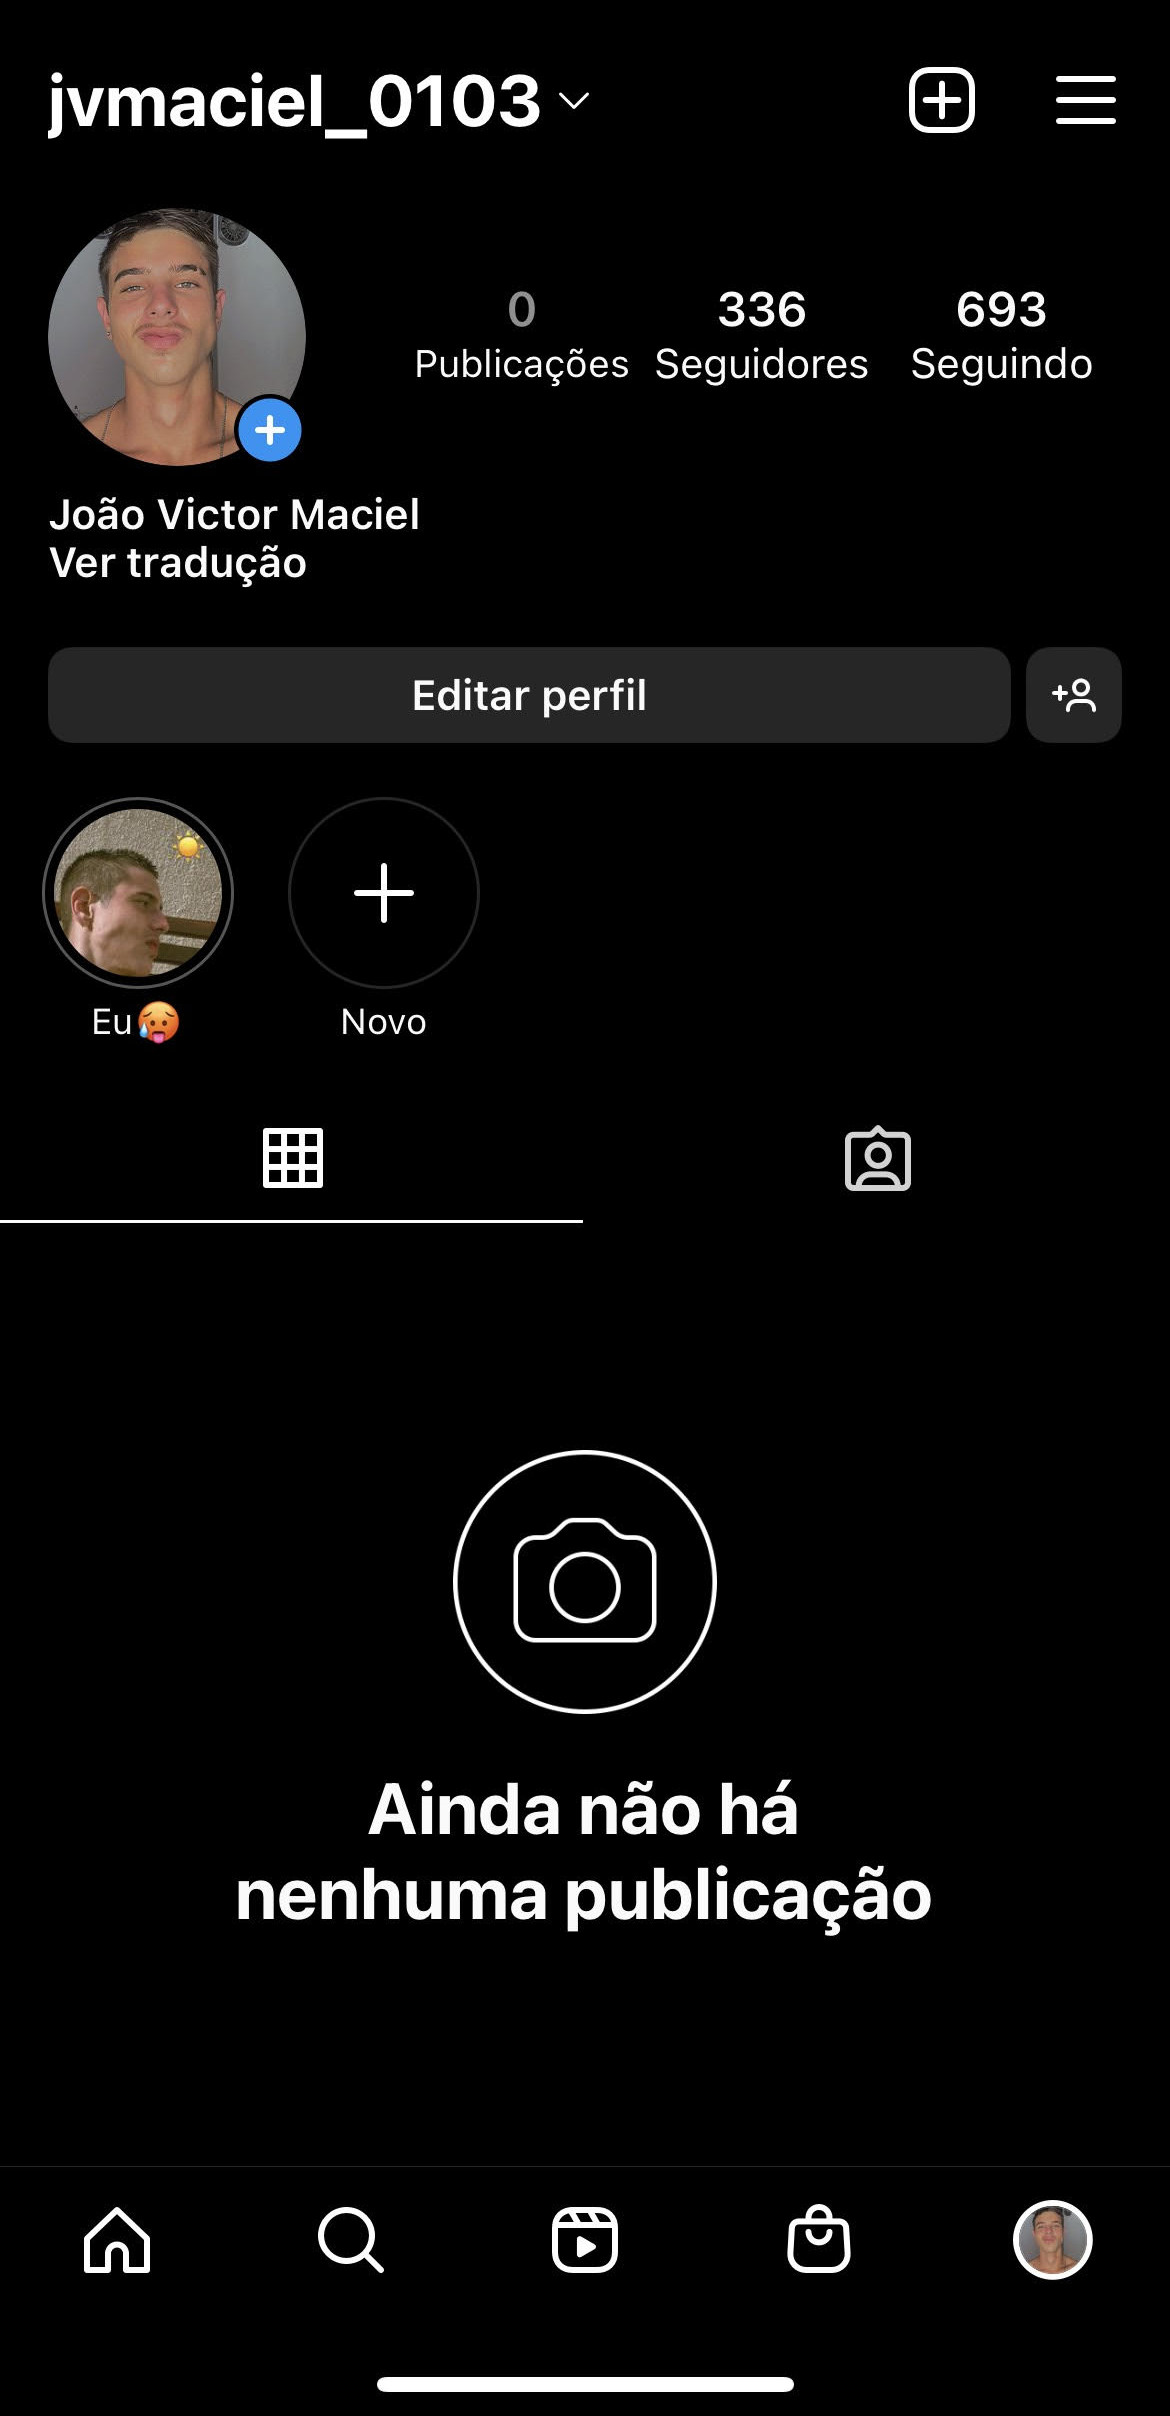 jvmaciel_0103
0 336 693
Publicações Seguidores Seguindo
João Victor Maciel
Ver tradução
Editar perfil
Eu🥵 Novo
Ainda não há
nenhuma publicação